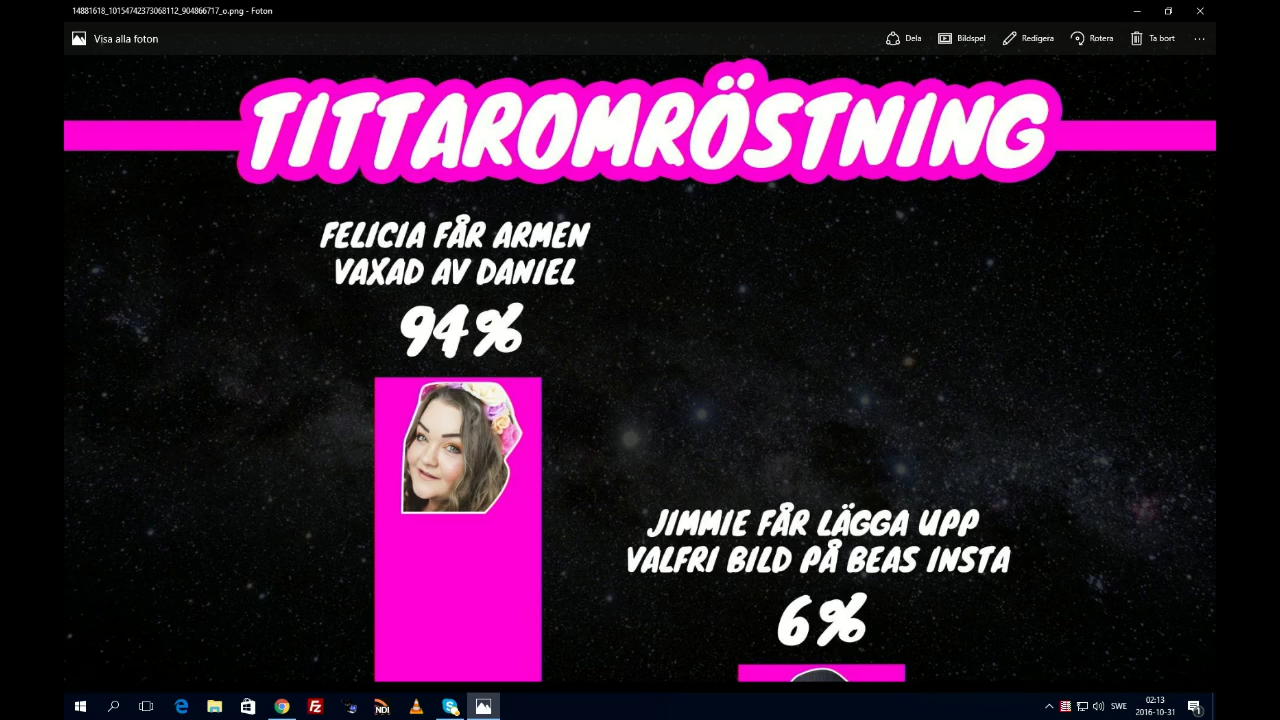 14881618_10154742373068112_904866717_o.png - Foton
Visa alla foton
Dela
Bildspel
Redigera
Rotera
Ta bort
TITTAROMRÖSTNING
FELICIA FÅR ARMEN
VAXAD AV DANIEL
94%
JIMMIE FÅR LÄGGA UPP
VALFRI BILD PÅ BEAS INSTA
6%
NDI
SWE
02:13
2016-10-31